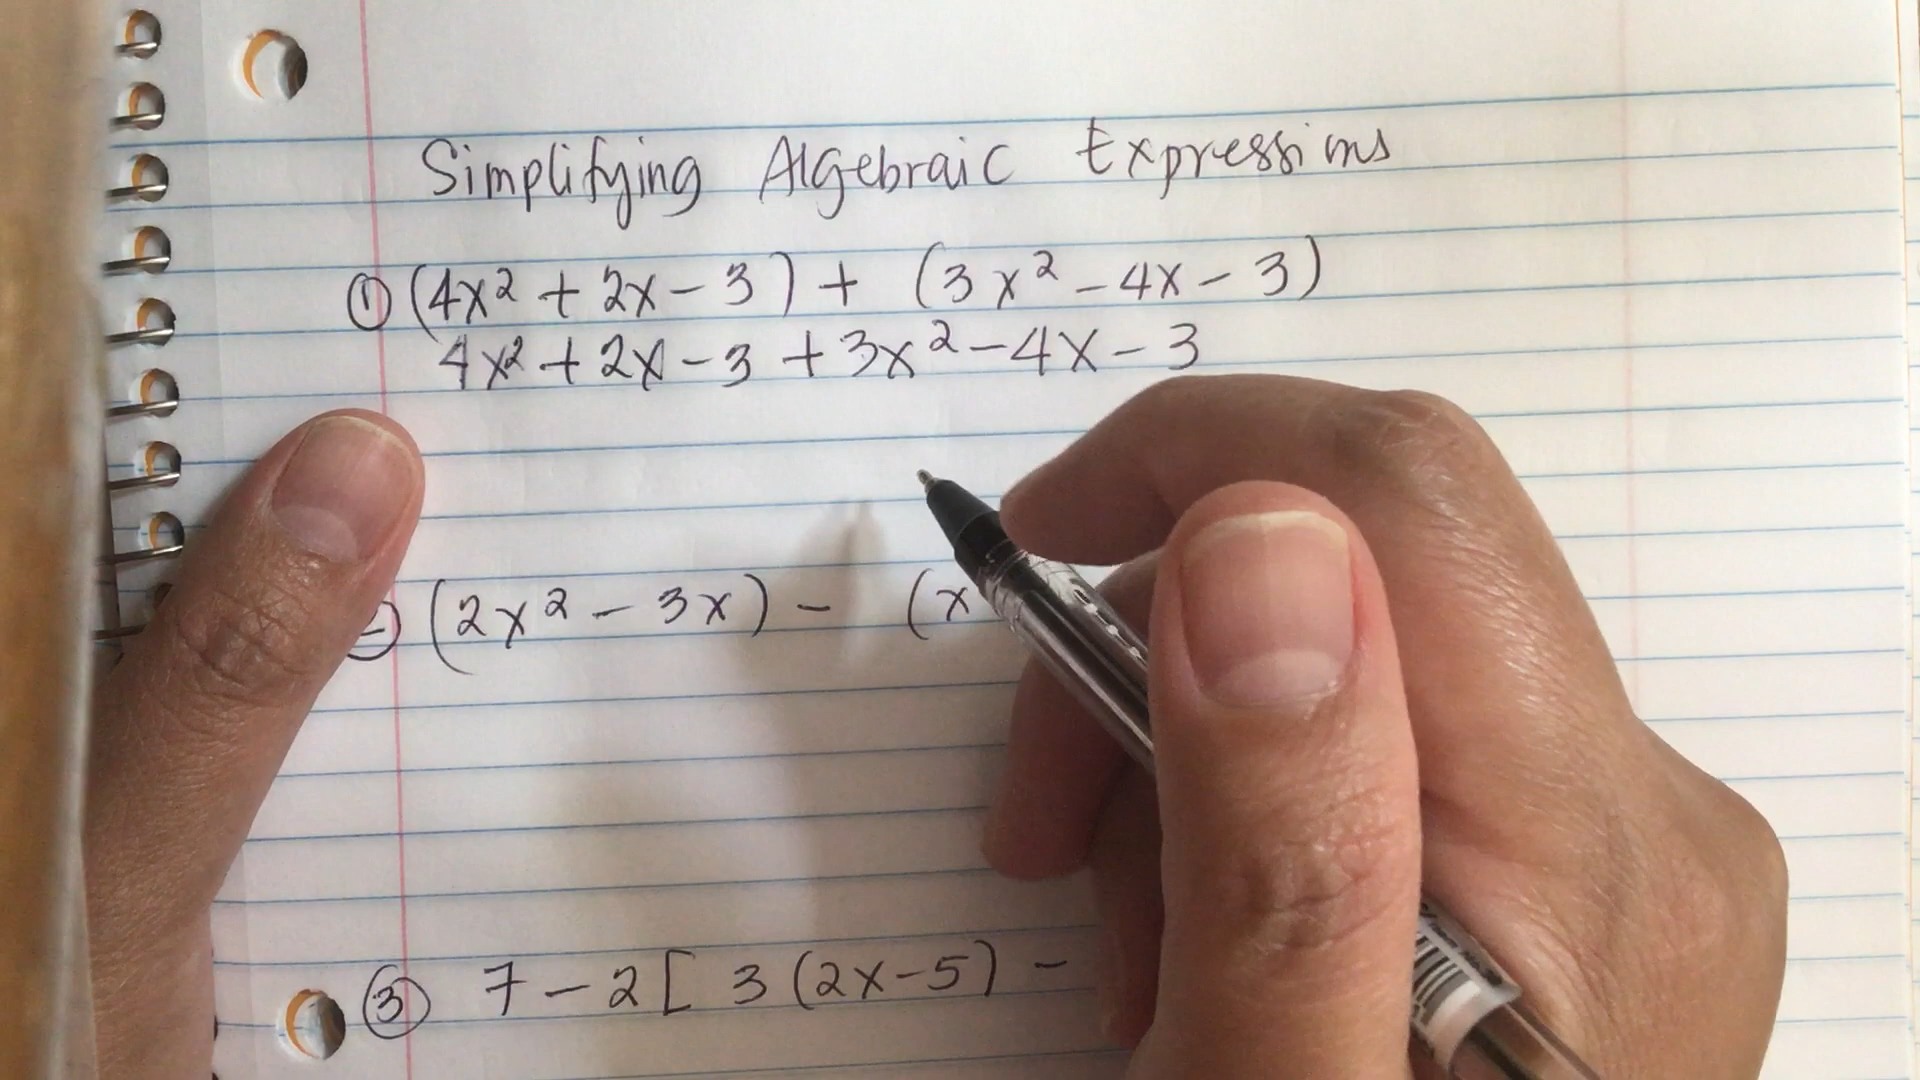 Simplifying Algebraic Expressions
① (4x² + 2x - 3) + (3x² - 4x - 3)
4x² + 2x - 3 + 3x² - 4x - 3
(2x² - 3x) - (x
③ 7 - 2 [ 3 (2x - 5) -